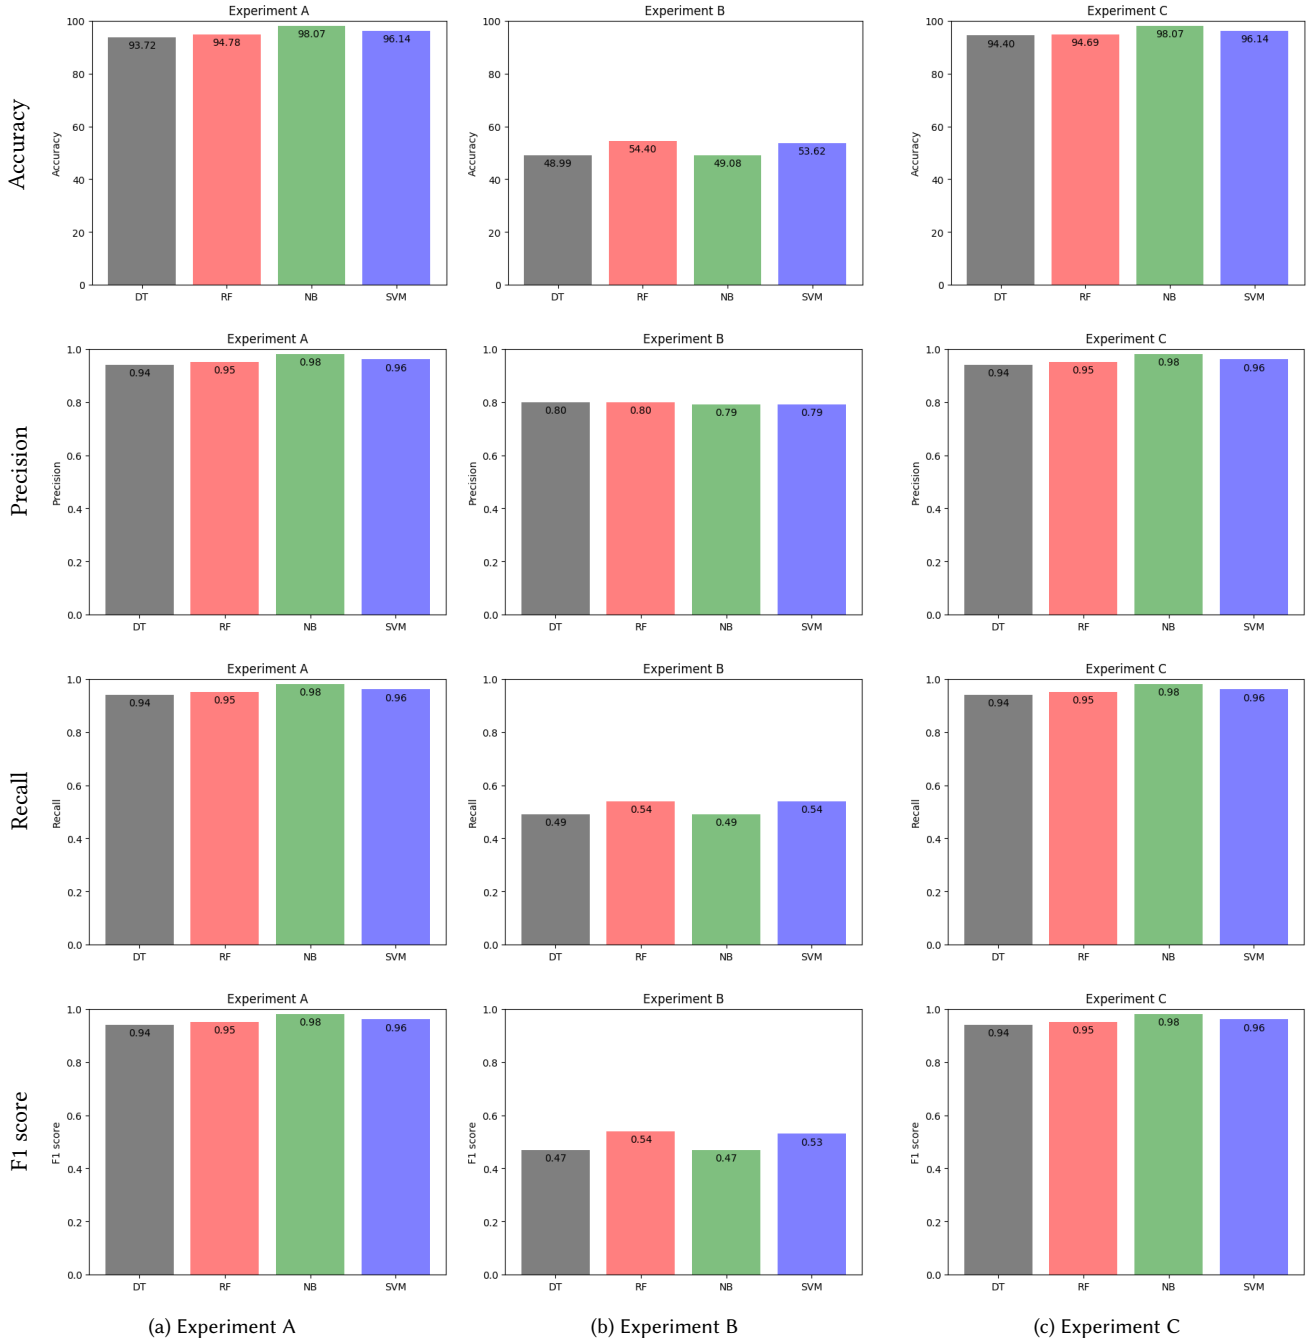 Accuracy
Experiment A
Accuracy
100
80
60
40
20
0
93.72
94.78
98.07
96.14
DT RF NB SVM
Experiment B
Accuracy
100
80
60
40
20
0
48.99
54.40
49.08
53.62
DT RF NB SVM
Experiment C
Accuracy
100
80
60
40
20
0
94.40
94.69
98.07
96.14
DT RF NB SVM
Precision
Experiment A
Precision
1.0
0.8
0.6
0.4
0.2
0.0
0.94
0.95
0.98
0.96
DT RF NB SVM
Experiment B
Precision
1.0
0.8
0.6
0.4
0.2
0.0
0.80
0.80
0.79
0.79
DT RF NB SVM
Experiment C
Precision
1.0
0.8
0.6
0.4
0.2
0.0
0.94
0.95
0.98
0.96
DT RF NB SVM
Recall
Experiment A
Recall
1.0
0.8
0.6
0.4
0.2
0.0
0.94
0.95
0.98
0.96
DT RF NB SVM
Experiment B
Recall
1.0
0.8
0.6
0.4
0.2
0.0
0.49
0.54
0.49
0.54
DT RF NB SVM
Experiment C
Recall
1.0
0.8
0.6
0.4
0.2
0.0
0.94
0.95
0.98
0.96
DT RF NB SVM
F1 score
Experiment A
F1 score
1.0
0.8
0.6
0.4
0.2
0.0
0.94
0.95
0.98
0.96
DT RF NB SVM
Experiment B
F1 score
1.0
0.8
0.6
0.4
0.2
0.0
0.47
0.54
0.47
0.53
DT RF NB SVM
Experiment C
F1 score
1.0
0.8
0.6
0.4
0.2
0.0
0.94
0.95
0.98
0.96
DT RF NB SVM
(a) Experiment A
(b) Experiment B
(c) Experiment C